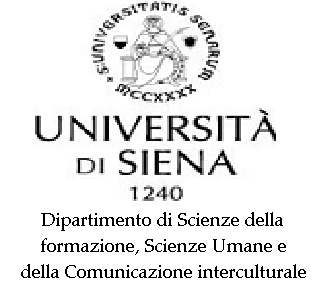 UNIVERSITÀ
DI SIENA
1240
Dipartimento di Scienze della
formazione, Scienze Umane e
della Comunicazione interculturale